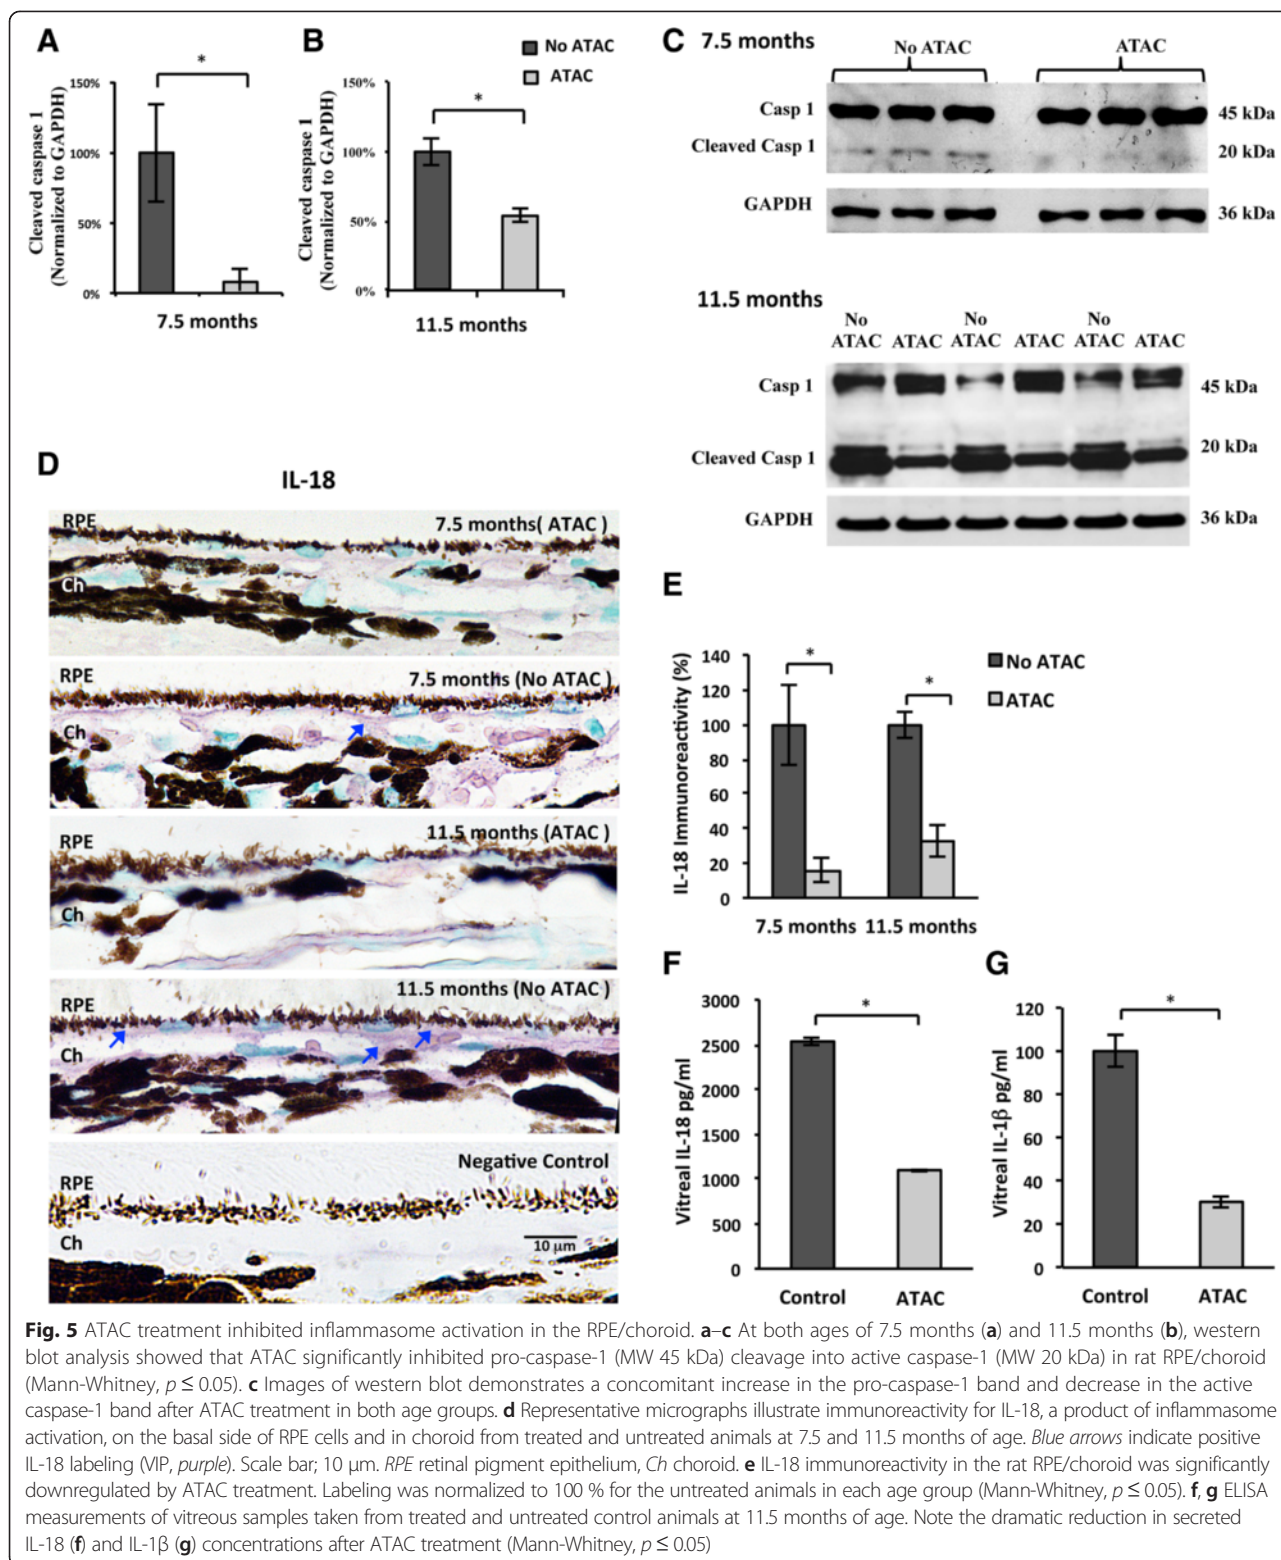 A
*
150%
100%
50%
0%
Cleaved caspase 1
(Normalized to GAPDH)
7.5 months
B
No ATAC
ATAC
*
150%
100%
50%
0%
Cleaved caspase 1
(Normalized to GAPDH)
11.5 months
C
7.5 months
No ATAC
ATAC
Casp 1
45 kDa
Cleaved Casp 1
20 kDa
GAPDH
36 kDa
11.5 months
No ATAC
ATAC
No ATAC
ATAC
No ATAC
ATAC
Casp 1
45 kDa
20 kDa
Cleaved Casp 1
GAPDH
36 kDa
D
IL-18
RPE
7.5 months( ATAC )
Ch
RPE
7.5 months (No ATAC )
Ch
RPE
11.5 months (ATAC )
Ch
RPE
11.5 months (No ATAC )
Ch
RPE
Negative Control
Ch
10 µm
E
No ATAC
ATAC
*
*
140
120
100
80
60
40
20
0
IL-18 Immunoreactivity (%)
7.5 months 11.5 months
F
*
3000
2500
2000
1500
1000
500
0
Vitreal IL-18 pg/ml
Control ATAC
G
*
120
100
80
60
40
20
0
Vitreal IL-1β pg/ml
Control ATAC
Fig. 5 ATAC treatment inhibited inflammasome activation in the RPE/choroid. a–c At both ages of 7.5 months (a) and 11.5 months (b), western
blot analysis showed that ATAC significantly inhibited pro-caspase-1 (MW 45 kDa) cleavage into active caspase-1 (MW 20 kDa) in rat RPE/choroid
(Mann-Whitney, p ≤ 0.05). c Images of western blot demonstrates a concomitant increase in the pro-caspase-1 band and decrease in the active
caspase-1 band after ATAC treatment in both age groups. d Representative micrographs illustrate immunoreactivity for IL-18, a product of inflammasome
activation, on the basal side of RPE cells and in choroid from treated and untreated animals at 7.5 and 11.5 months of age. Blue arrows indicate positive
IL-18 labeling (VIP, purple). Scale bar; 10 µm. RPE retinal pigment epithelium, Ch choroid. e IL-18 immunoreactivity in the rat RPE/choroid was significantly
downregulated by ATAC treatment. Labeling was normalized to 100 % for the untreated animals in each age group (Mann-Whitney, p ≤ 0.05). f, g ELISA
measurements of vitreous samples taken from treated and untreated control animals at 11.5 months of age. Note the dramatic reduction in secreted
IL-18 (f) and IL-1β (g) concentrations after ATAC treatment (Mann-Whitney, p ≤ 0.05)